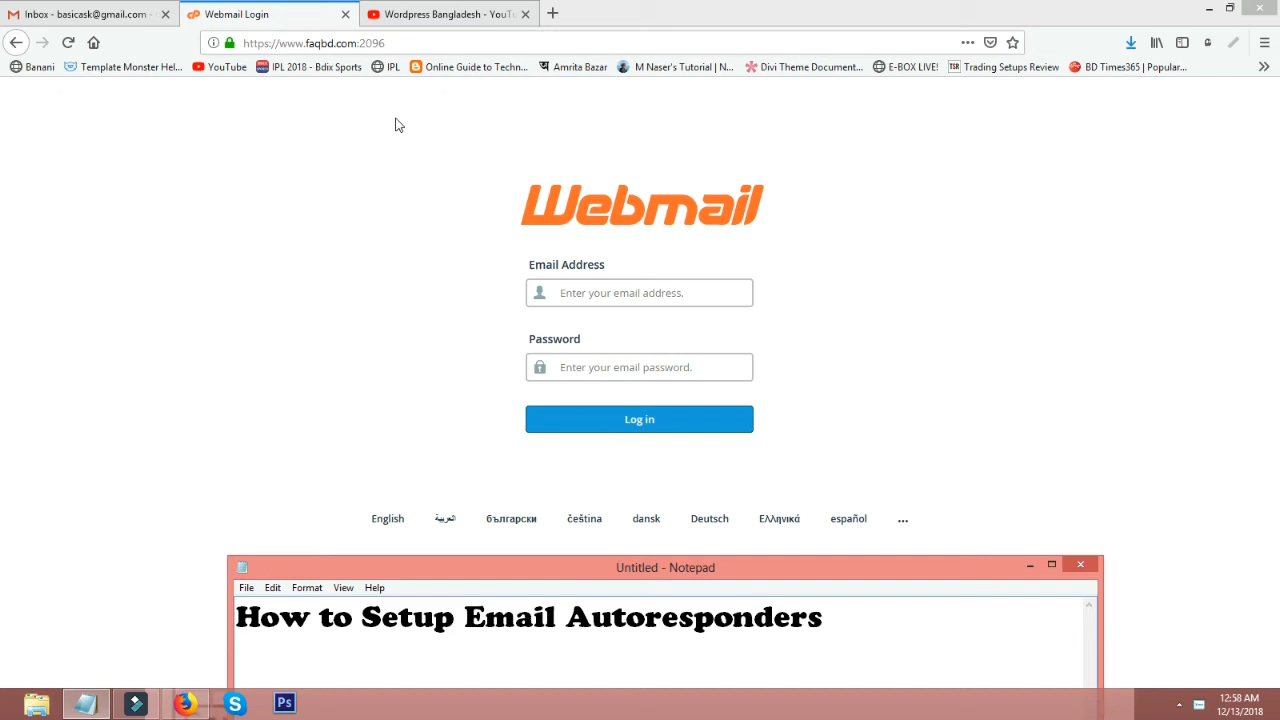 Inbox - basicask@gmail.com -
Webmail Login
Wordpress Bangladesh - YouTu
https://www.faqbd.com:2096
Banani
Template Monster Hel...
YouTube
IPL 2018 - Bdix Sports
IPL
Online Guide to Techn...
Amrita Bazar
M Naser's Tutorial | N...
Divi Theme Document...
E-BOX LIVE!
TSR
Trading Setups Review
BD Times365 | Popular...
Webmail
Email Address
Enter your email address.
Password
Enter your email password.
Log in
English
العربية
български
čeština
dansk
Deutsch
Ελληνικά
español
...
Untitled - Notepad
File Edit Format View Help
How to Setup Email Autoresponders
S
Ps
12:58 AM
12/13/2018